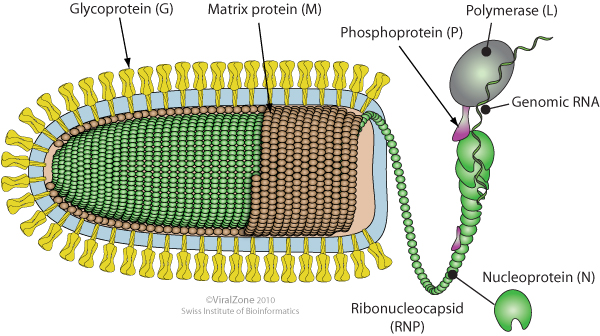 Glycoprotein (G)
Matrix protein (M)
Polymerase (L)
Phosphoprotein (P)
Genomic RNA
Nucleoprotein (N)
Ribonucleocapsid
(RNP)
©ViralZone 2010
Swiss Institute of Bioinformatics